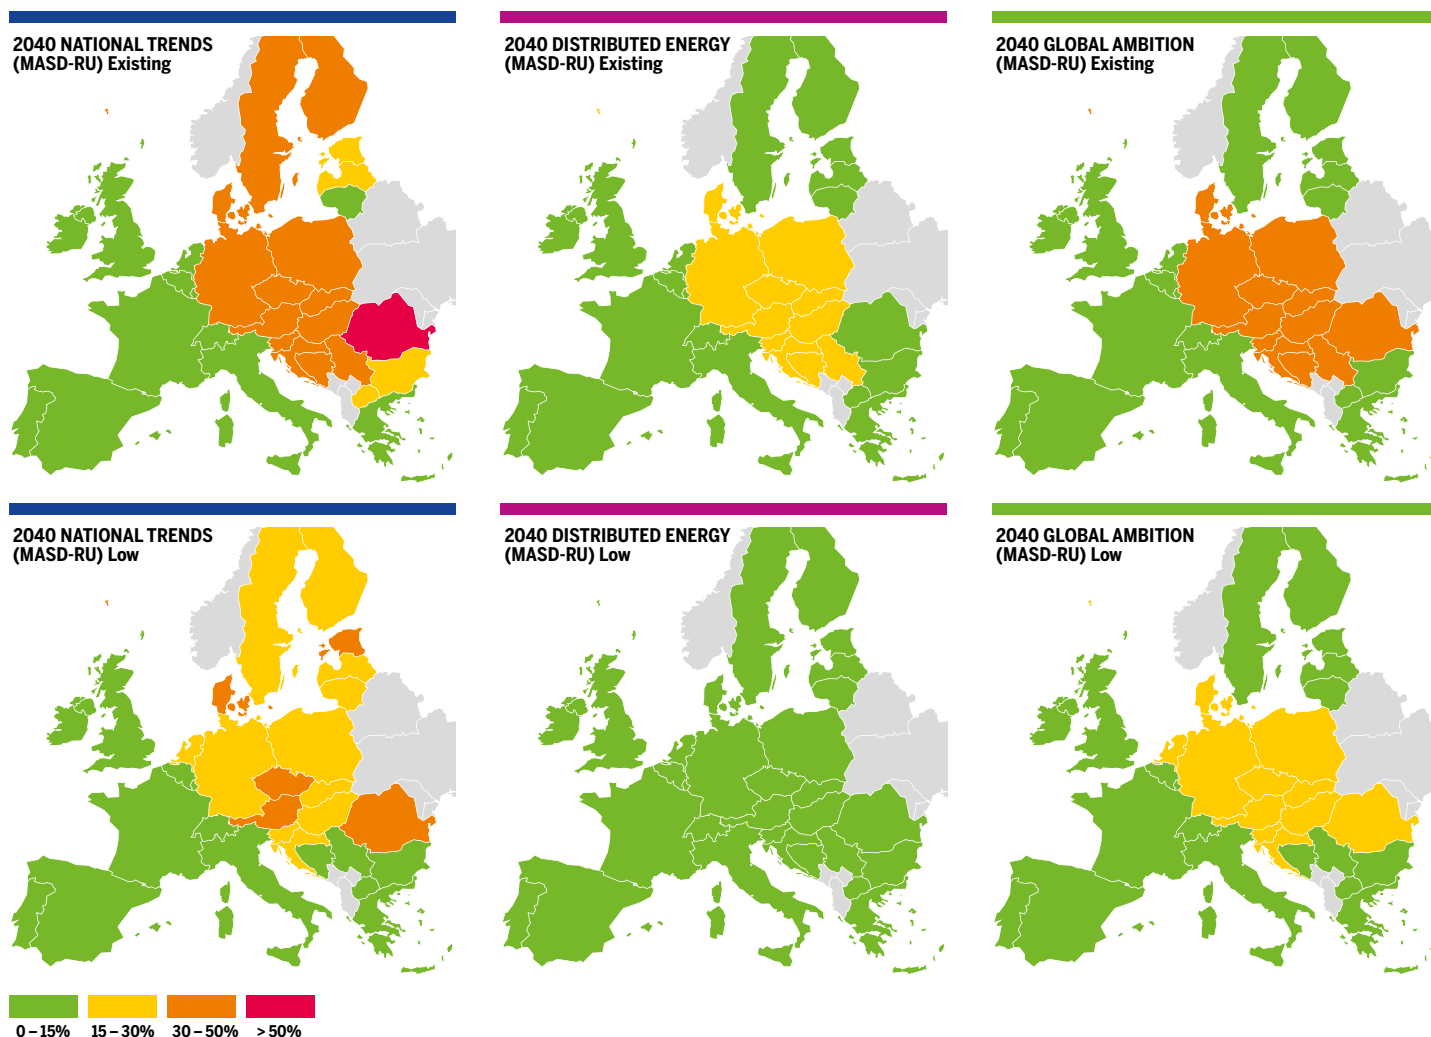 2040 NATIONAL TRENDS
(MASD-RU) Existing
2040 DISTRIBUTED ENERGY
(MASD-RU) Existing
2040 GLOBAL AMBITION
(MASD-RU) Existing
2040 NATIONAL TRENDS
(MASD-RU) Low
2040 DISTRIBUTED ENERGY
(MASD-RU) Low
2040 GLOBAL AMBITION
(MASD-RU) Low
0 – 15%
15 – 30%
30 – 50%
> 50%